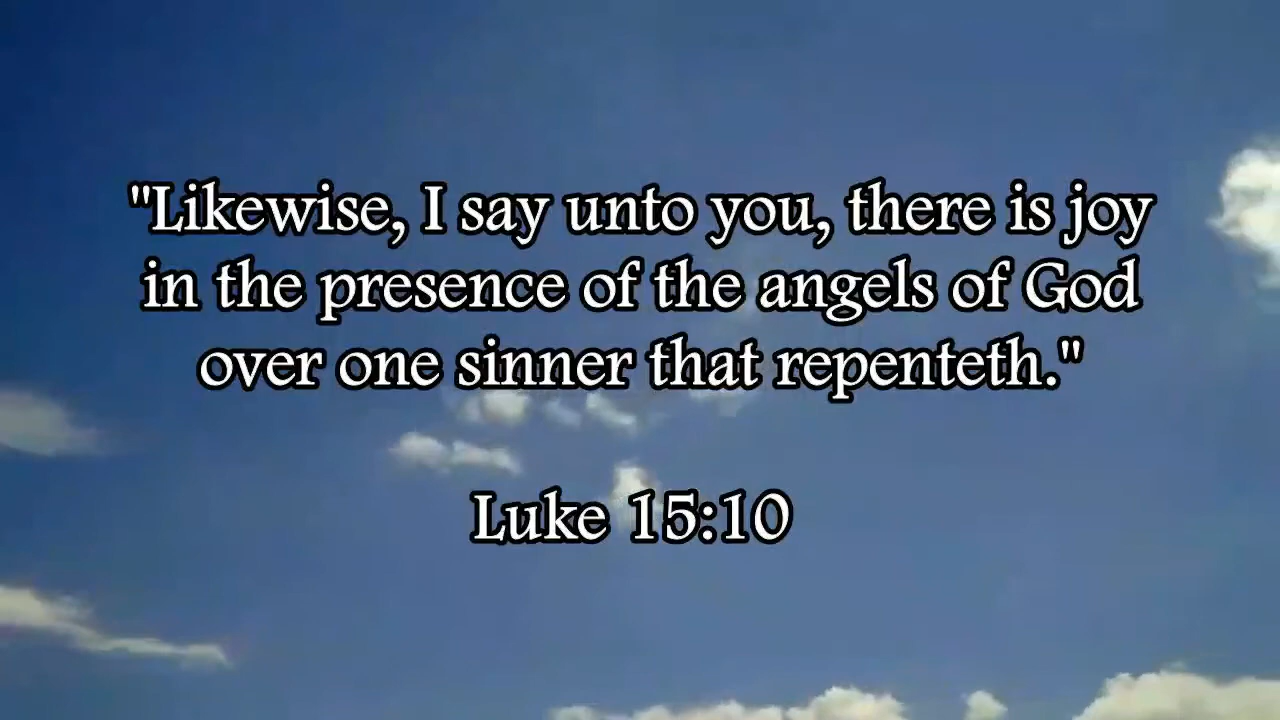 "Likewise, I say unto you, there is joy
in the presence of the angels of God
over one sinner that repenteth."
Luke 15:10